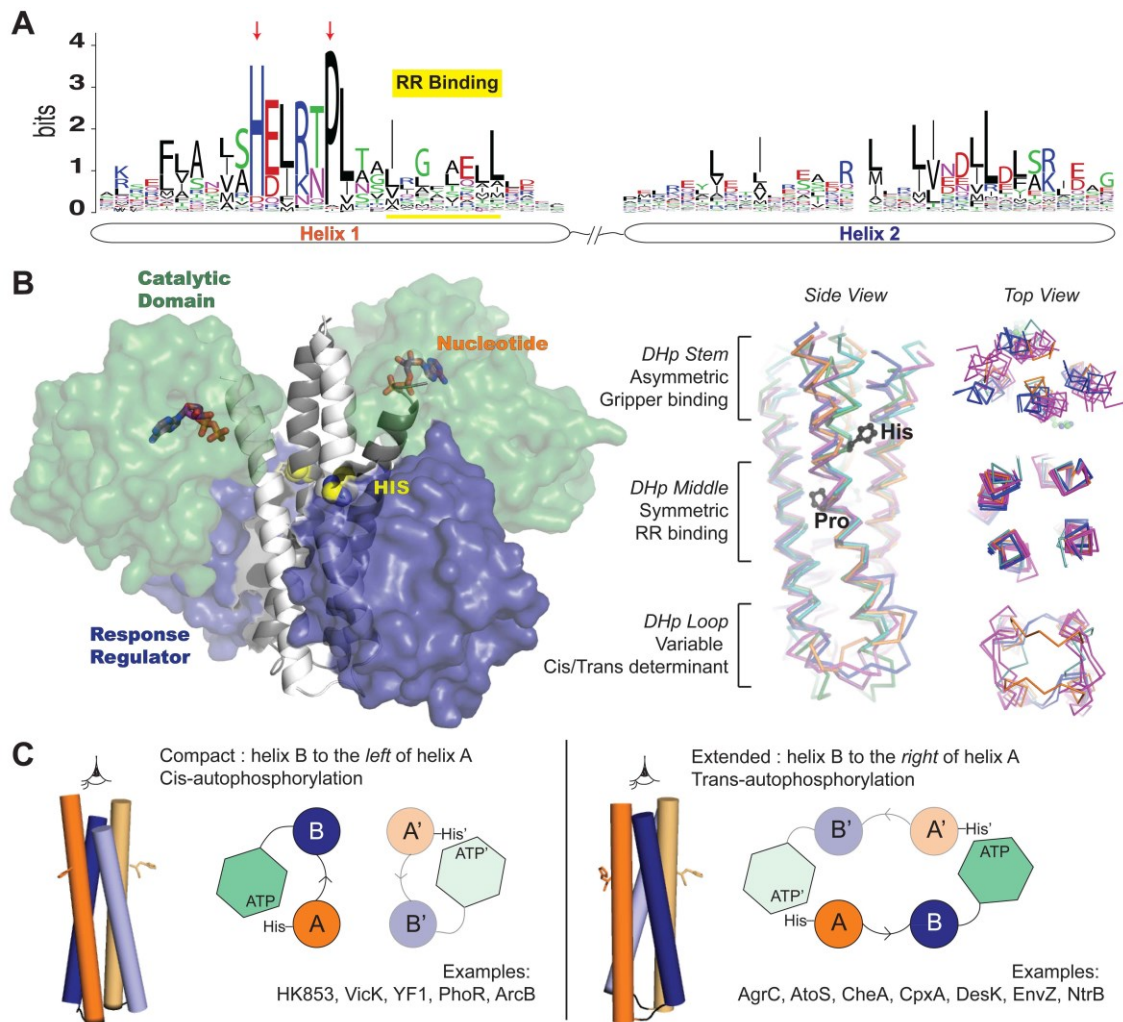 A
bits
4
3
2
1
0
RR Binding
Helix 1
Helix 2
B
Catalytic
Domain
Nucleotide
HIS
Response
Regulator
Side View
Top View
DHp Stem
Asymmetric
Gripper binding
His
DHp Middle
Symmetric
RR binding
Pro
DHp Loop
Variable
Cis/Trans determinant
C
Compact : helix B to the left of helix A
Cis-autophosphorylation
B
A'
His'
ATP'
ATP
His
A
B'
Examples:
HK853, VicK, YF1, PhoR, ArcB
Extended : helix B to the right of helix A
Trans-autophosphorylation
B'
A'
His'
ATP
ATP'
His
A
B
Examples:
AgrC, AtoS, CheA, CpxA, DesK, EnvZ, NtrB